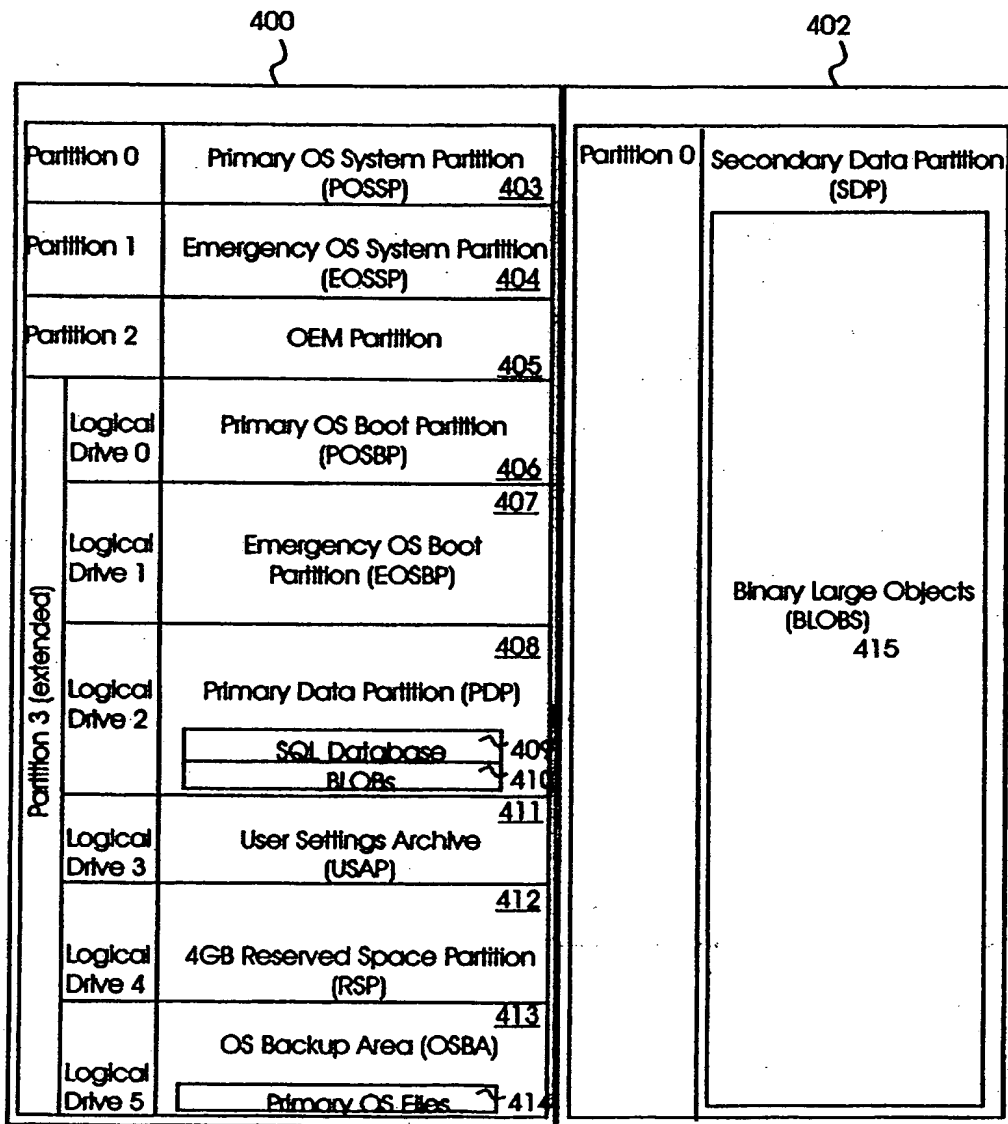 400
402
Partition 0
Primary OS System Partition
(POSSP)
403
Partition 1
Emergency OS System Partition
(EOSSP)
404
Partition 2
OEM Partition
405
Partition 3 (extended)
Logical
Drive 0
Primary OS Boot Partition
(POSBP)
406
Logical
Drive 1
407
Emergency OS Boot
Partition (EOSBP)
Logical
Drive 2
408
Primary Data Partition (PDP)
SQL Database
409
BLOBs
410
Logical
Drive 3
411
User Settings Archive
(USAP)
Logical
Drive 4
412
4GB Reserved Space Partition
(RSP)
Logical
Drive 5
413
OS Backup Area (OSBA)
Primary OS Files
414
Partition 0
Secondary Data Partition
(SDP)
Binary Large Objects
(BLOBS)
415